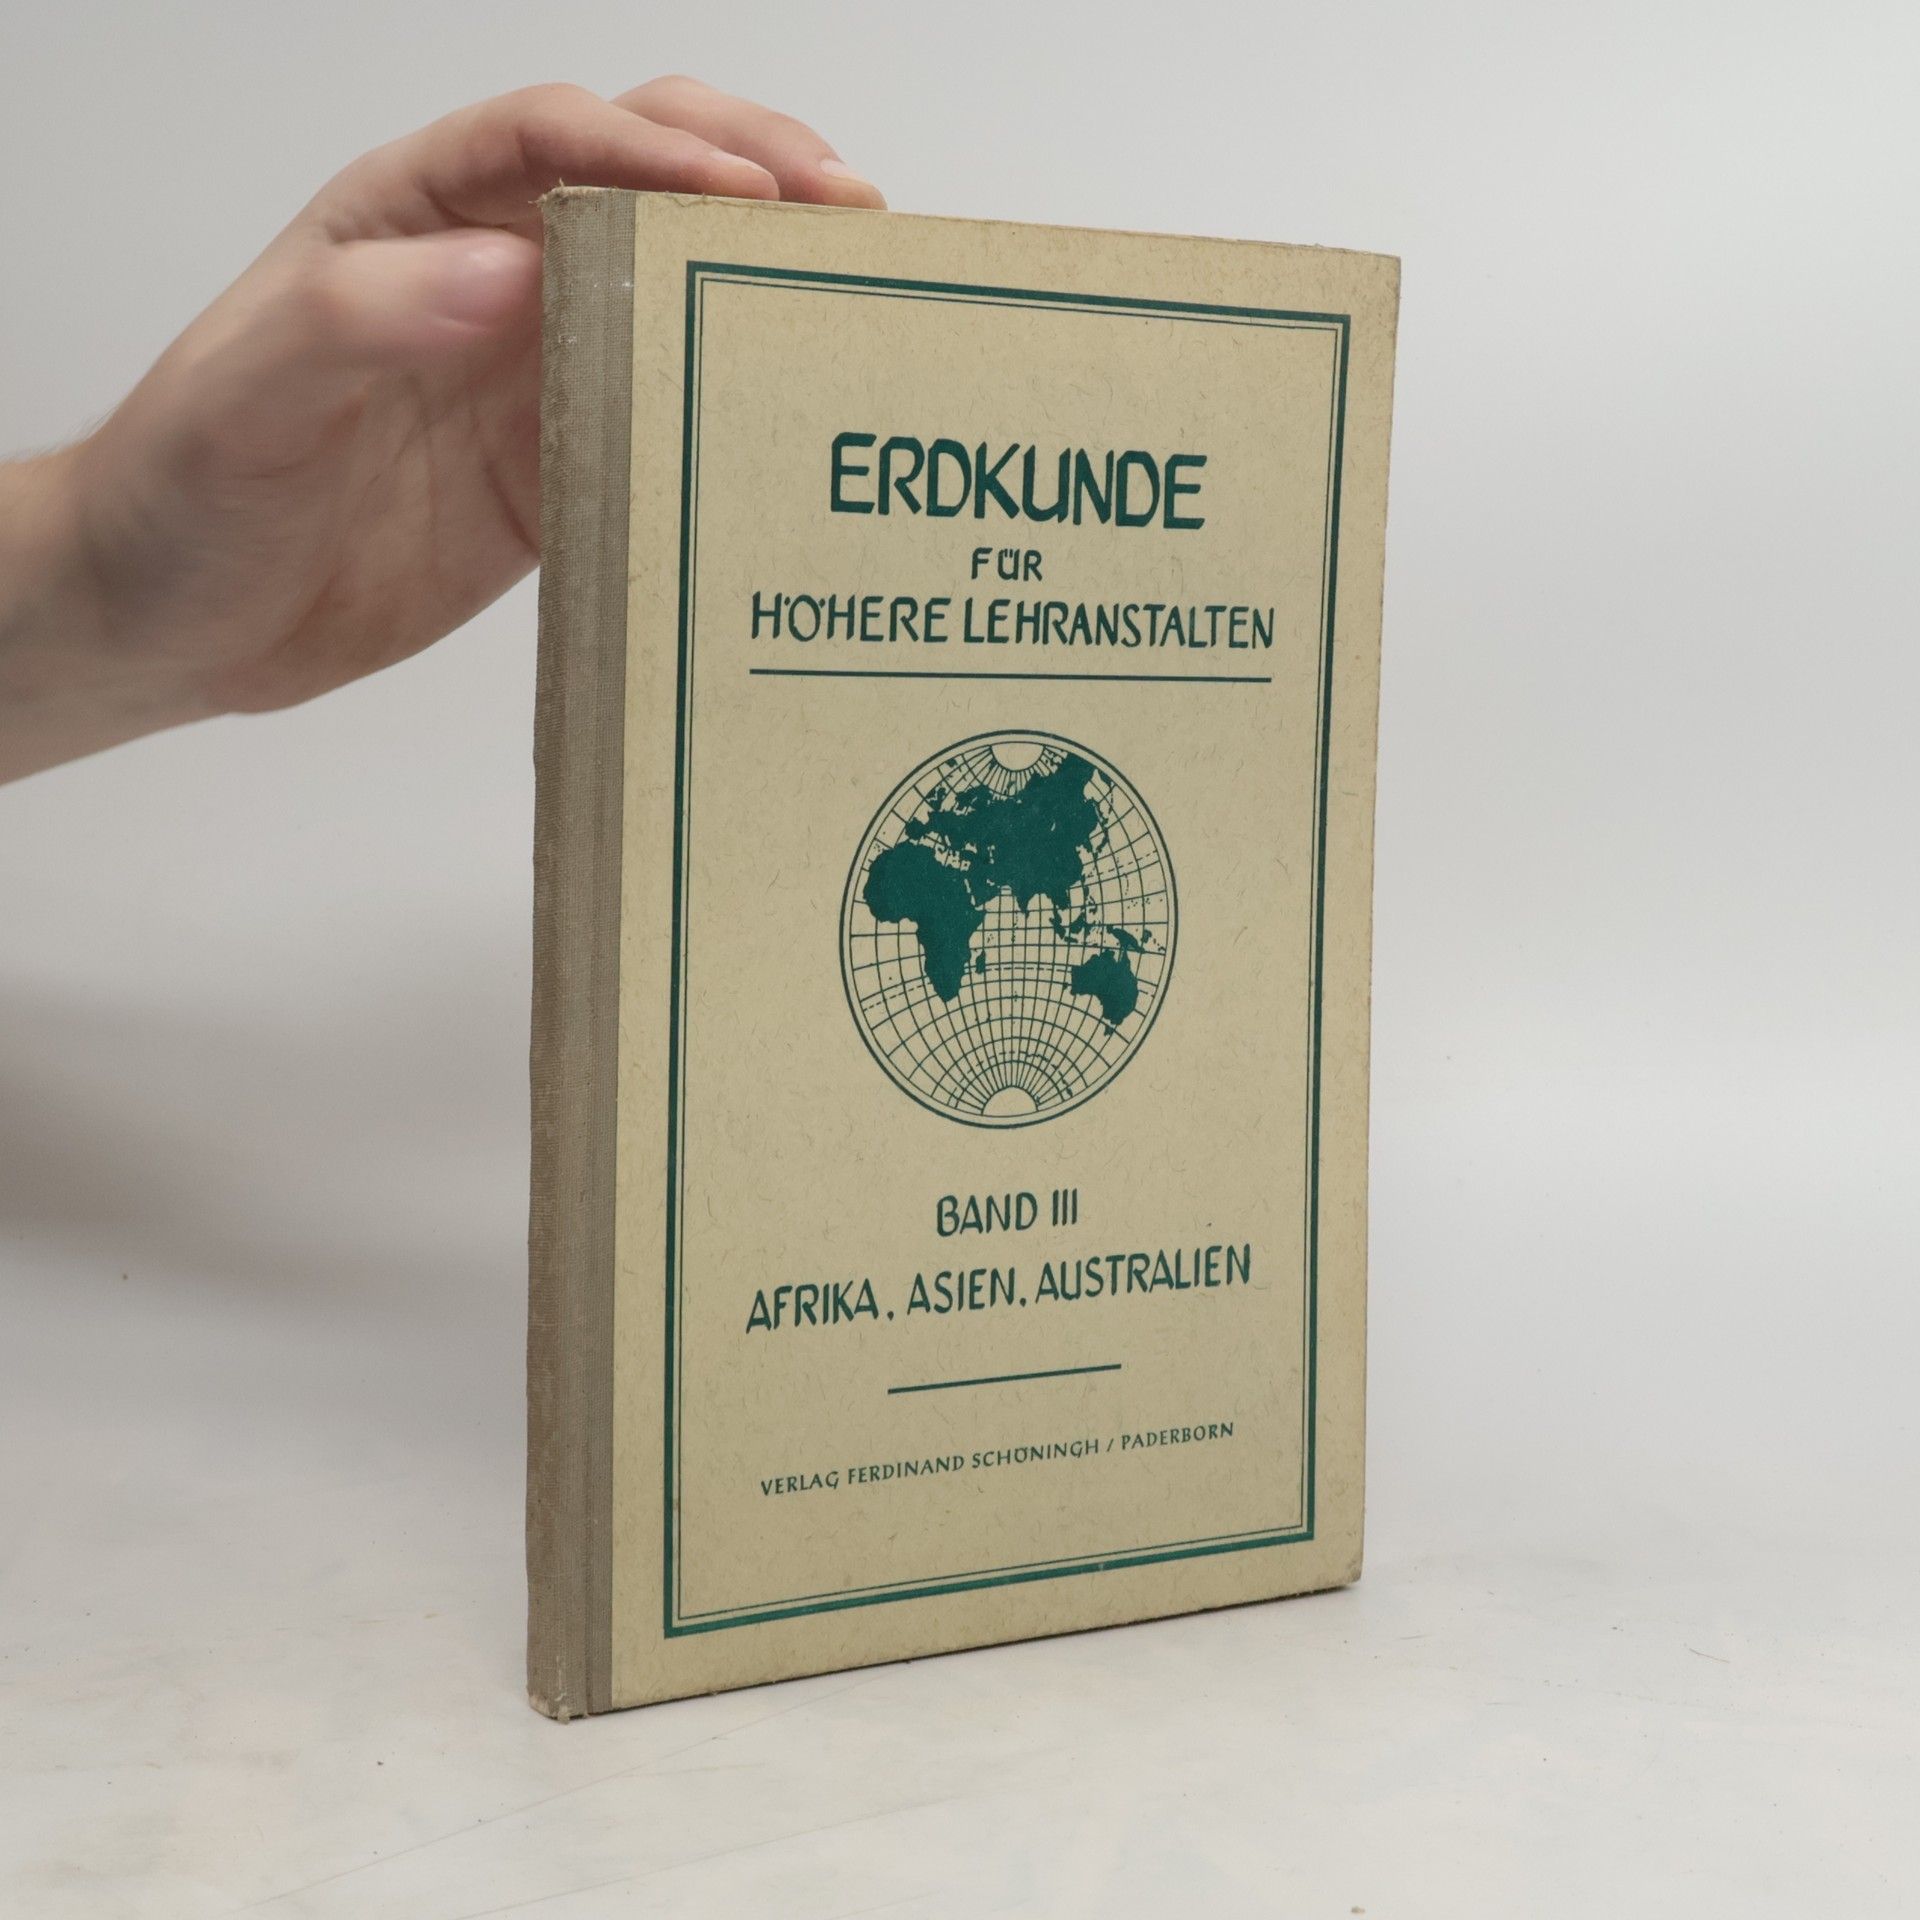 ERDKUNDE
FÜR
HÖHERE LEHRANSTALTEN
BAND III
AFRIKA, ASIEN, AUSTRALIEN
VERLAG FERDINAND SCHÖNINGH / PADERBORN